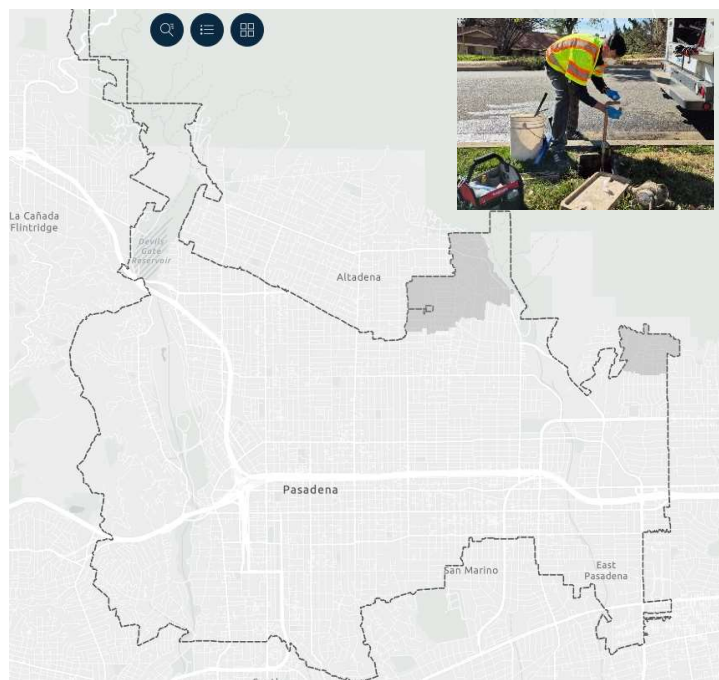 La Cañada
Flintridge
Devils
Gate
Reservoir
Altadena
Pasadena
San Marino
East
Pasadena